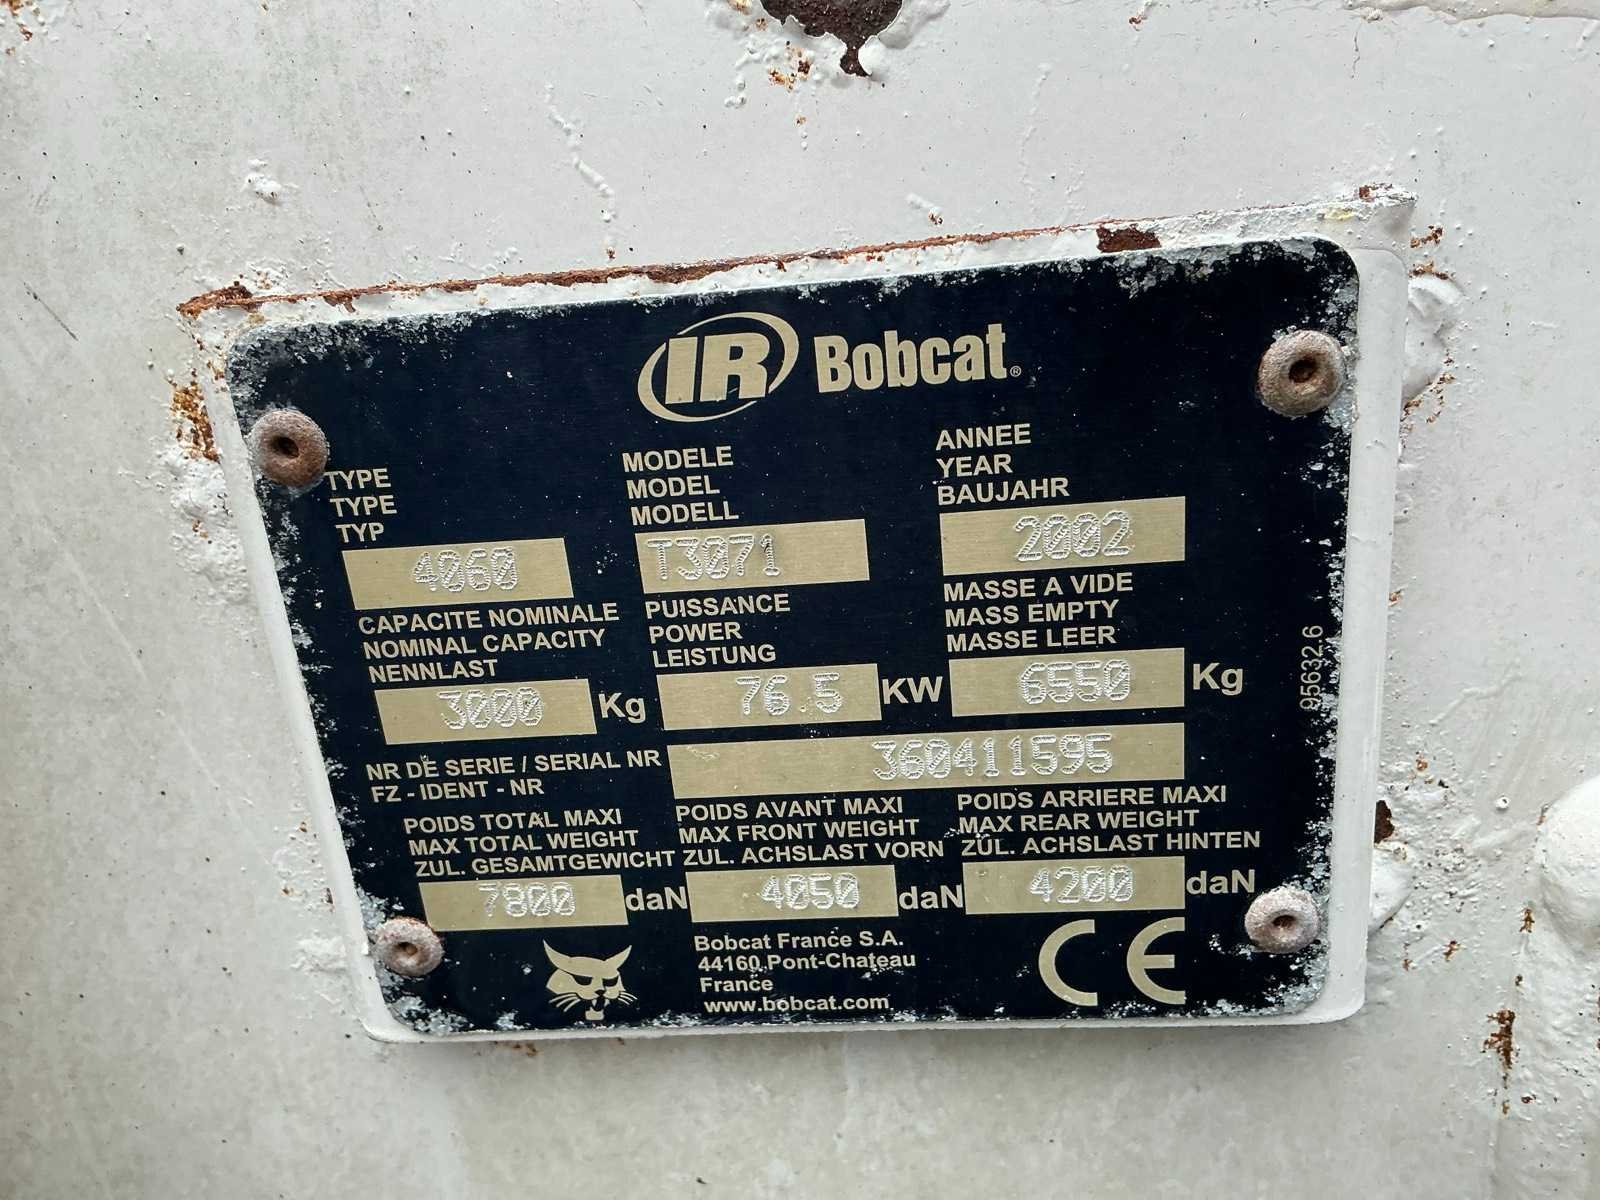 IR Bobcat®
TYPE
TYPE
TYP
4060
MODELE
MODEL
MODELL
T3071
ANNEE
YEAR
BAUJAHR
2002
CAPACITE NOMINALE
NOMINAL CAPACITY
NENNLAST
3000 Kg
PUISSANCE
POWER
LEISTUNG
76.5 KW
MASSE A VIDE
MASS EMPTY
MASSE LEER
6550 Kg
NR DE SERIE / SERIAL NR
FZ - IDENT - NR
360411595
POIDS TOTAL MAXI
MAX TOTAL WEIGHT
ZUL. GESAMTGEWICHT
7800 daN
POIDS AVANT MAXI
MAX FRONT WEIGHT
ZUL. ACHSLAST VORN
4050 daN
POIDS ARRIERE MAXI
MAX REAR WEIGHT
ZUL. ACHSLAST HINTEN
4200 daN
Bobcat France S.A.
44160 Pont-Chateau
France
www.bobcat.com
CE
95632.6